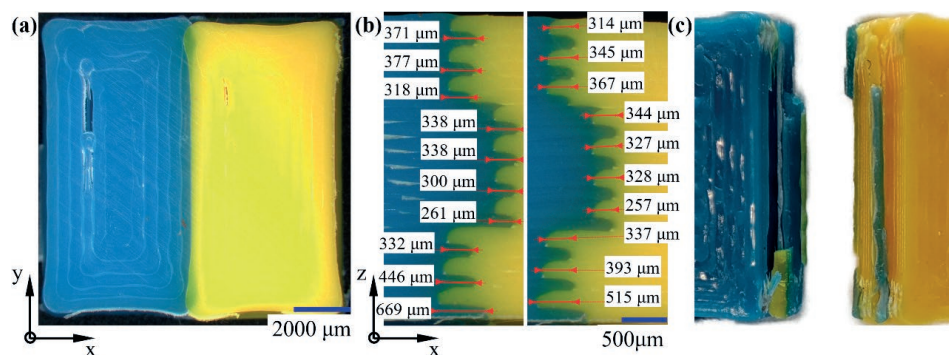 (a)
y
x
2000 µm
(b)
371 µm
377 µm
318 µm
338 µm
338 µm
300 µm
261 µm
332 µm
446 µm
669 µm
z
x
314 µm
345 µm
367 µm
344 µm
327 µm
328 µm
257 µm
337 µm
393 µm
515 µm
500µm
(c)